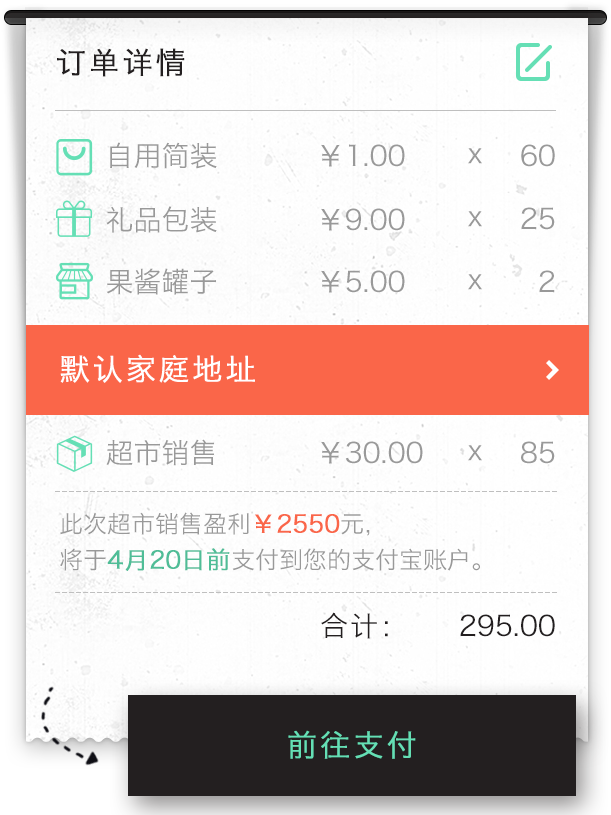 订单详情
自用简装 ￥1.00 x 60
礼品包装 ￥9.00 x 25
果酱罐子 ￥5.00 x 2
默认家庭地址
超市销售 ￥30.00 x 85
此次超市销售盈利￥2550元，
将于4月20日前支付到您的支付宝账户。
合计： 295.00
前往支付